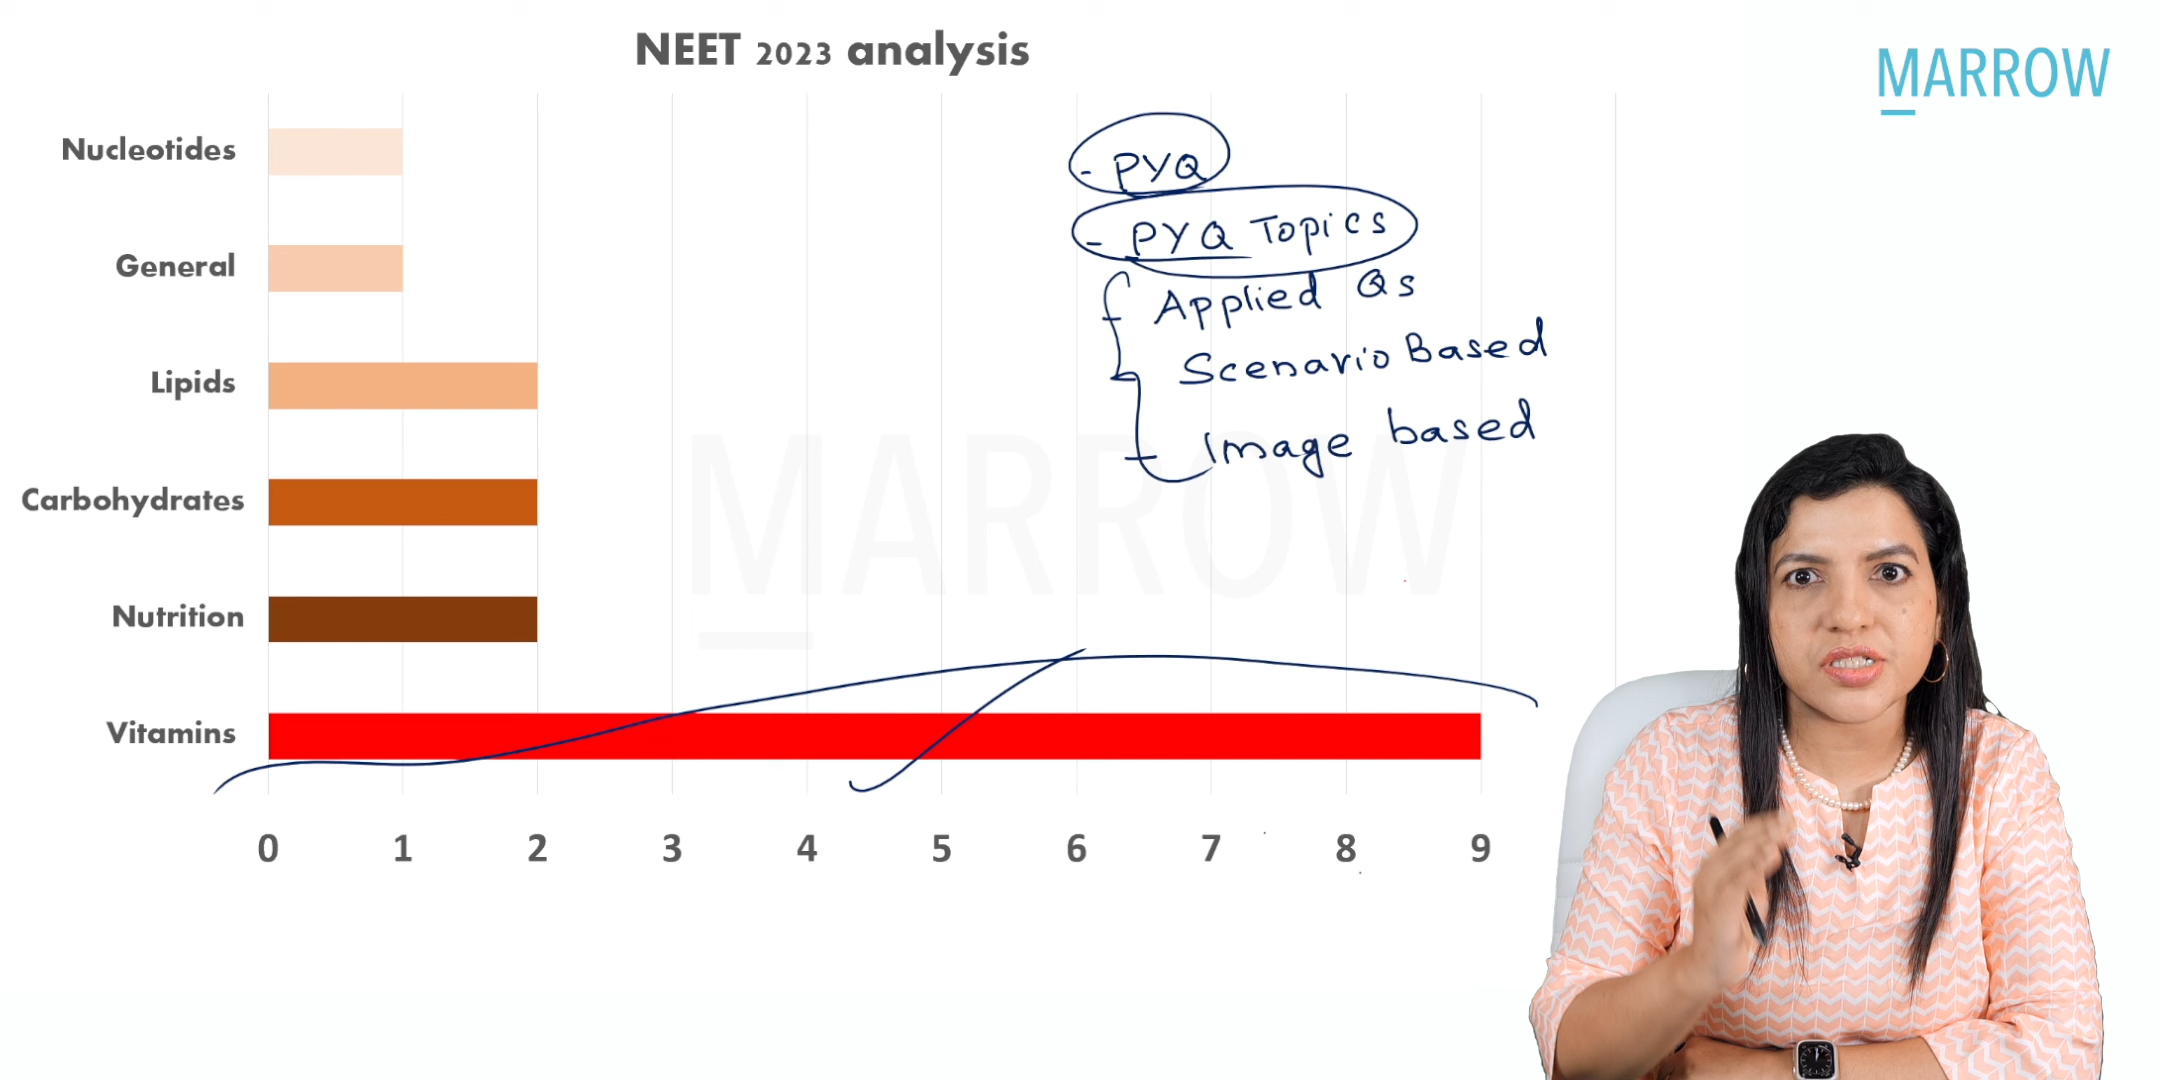 NEET 2023 analysis
MARROW
Nucleotides
General
Lipids
Carbohydrates
Nutrition
Vitamins
0 1 2 3 4 5 6 7 8 9
- PYQ
- PYQ Topics
Applied Qs
Scenario Based
Image based
MARROW